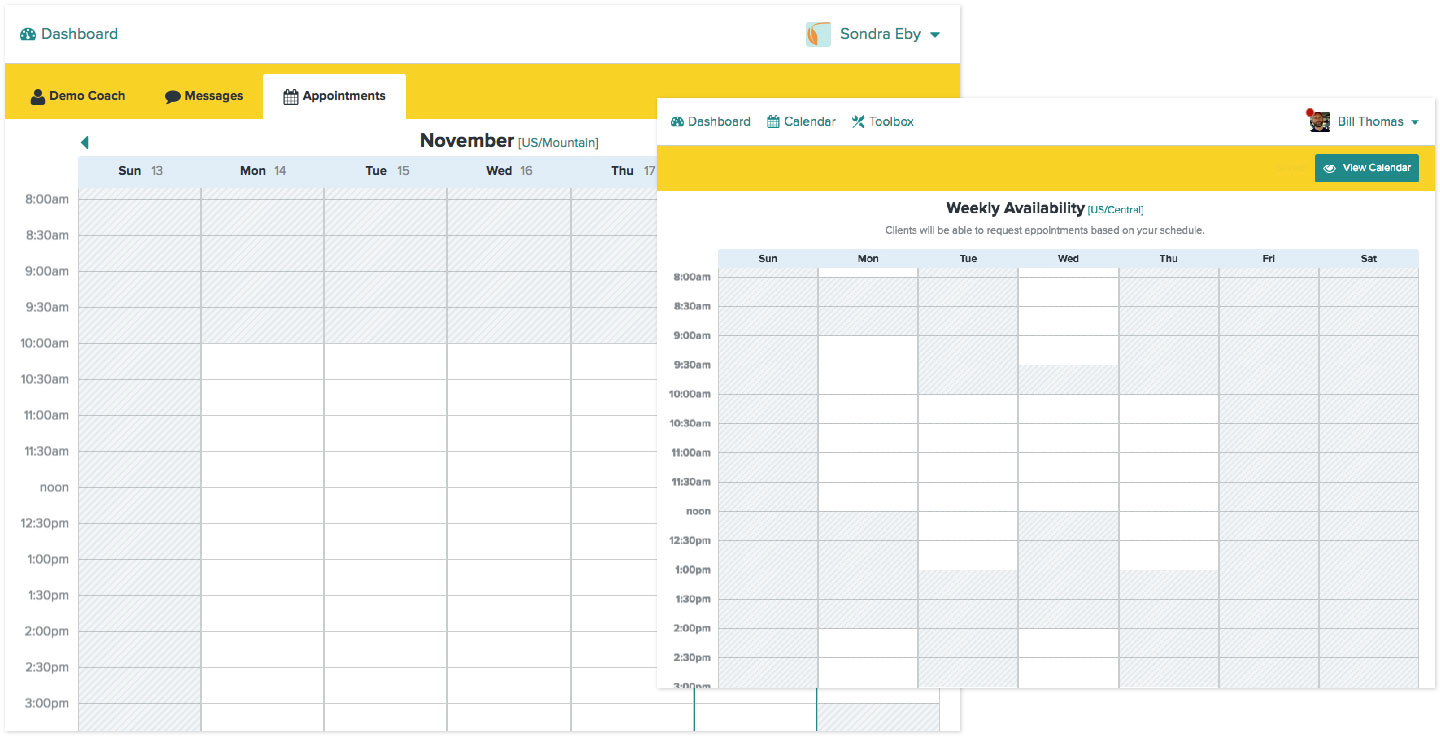 Dashboard
Sondra Eby
Demo Coach
Messages
Appointments
November [US/Mountain]
Sun 13 Mon 14 Tue 15 Wed 16 Thu 17
8:00am
8:30am
9:00am
9:30am
10:00am
10:30am
11:00am
11:30am
noon
12:30pm
1:00pm
1:30pm
2:00pm
2:30pm
3:00pm
Dashboard Calendar Toolbox
Bill Thomas
View Calendar
Weekly Availability [US/Central]
Clients will be able to request appointments based on your schedule.
Sun Mon Tue Wed Thu Fri Sat
8:00am
8:30am
9:00am
9:30am
10:00am
10:30am
11:00am
11:30am
noon
12:30pm
1:00pm
1:30pm
2:00pm
2:30pm
3:00pm